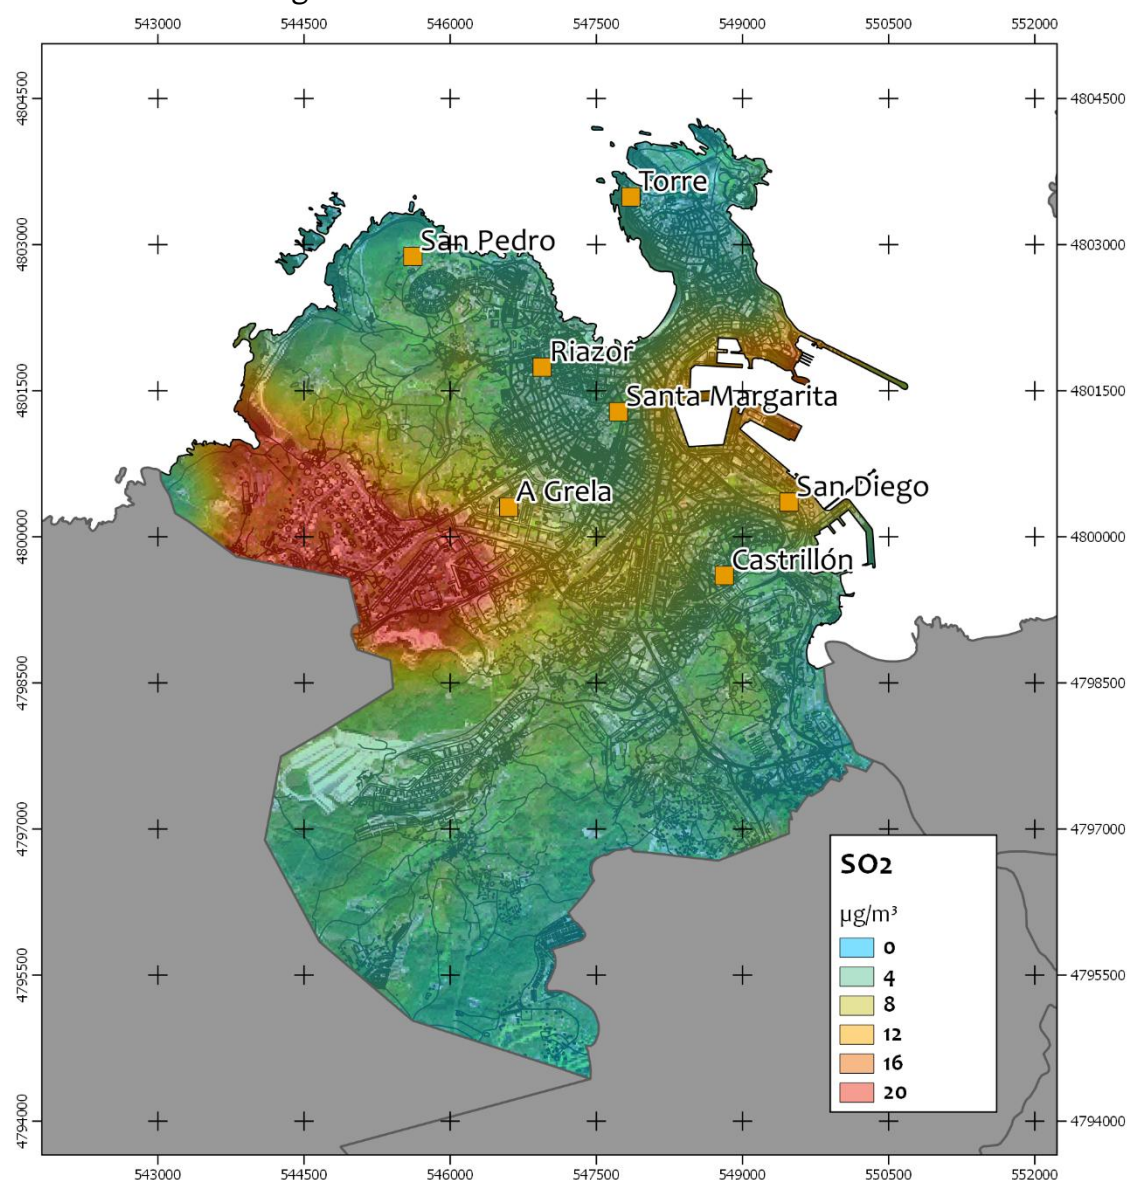 543000 544500 546000 547500 549000 550500 552000
4804500 4804500
Torre
4803000 San Pedro 4803000
Riazor
4801500 Santa Margarita 4801500
A Grela San Diego
4800000 4800000
Castrillón
4798500 4798500
4797000 4797000
SO2
µg/m³
0
4
4795500 4795500
8
12
16
20
4794000 4794000
543000 544500 546000 547500 549000 550500 552000